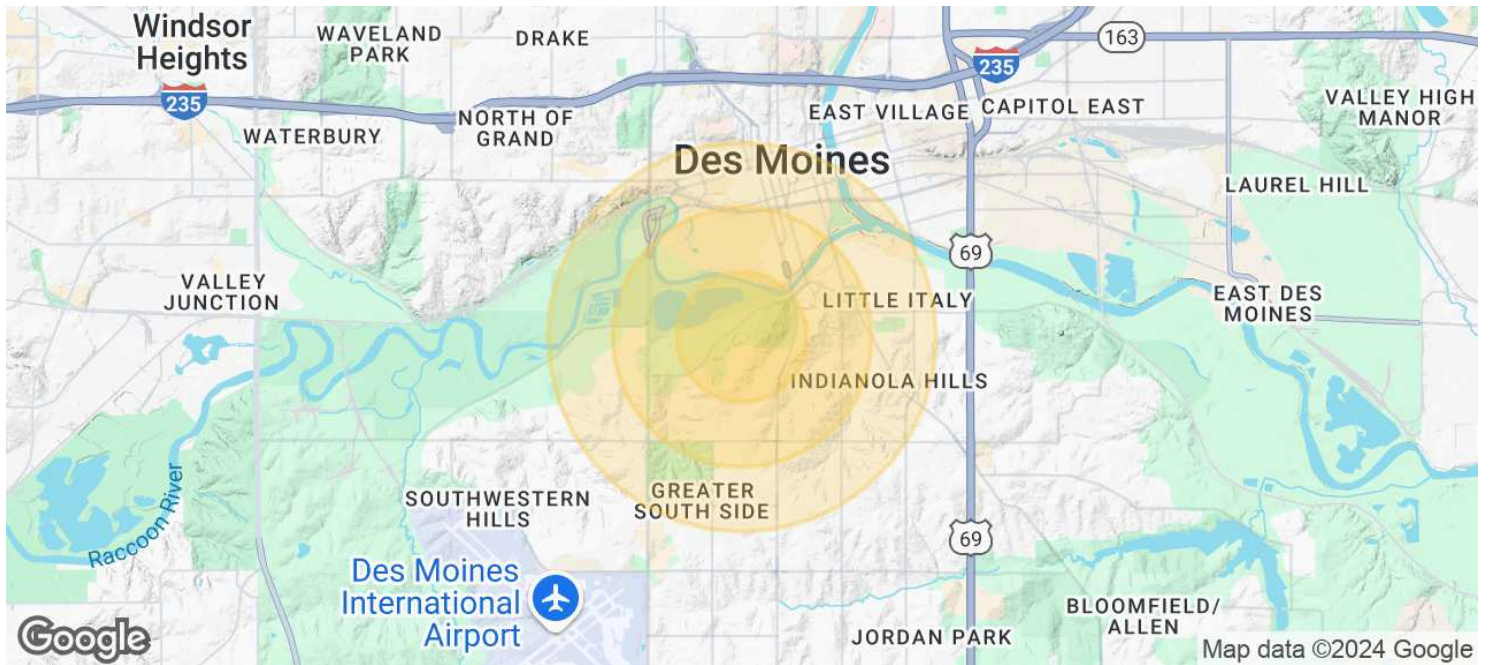 Windsor
Heights
WAVELAND
PARK
DRAKE
163
235
235
NORTH OF
GRAND
EAST VILLAGE
CAPITOL EAST
VALLEY HIGH
MANOR
WATERBURY
Des Moines
LAUREL HILL
69
VALLEY
JUNCTION
LITTLE ITALY
EAST DES
MOINES
INDIANOLA HILLS
Raccoon River
SOUTHWESTERN
HILLS
GREATER
SOUTH SIDE
69
Des Moines
International
Airport
BLOOMFIELD/
ALLEN
JORDAN PARK
Google
Map data ©2024 Google